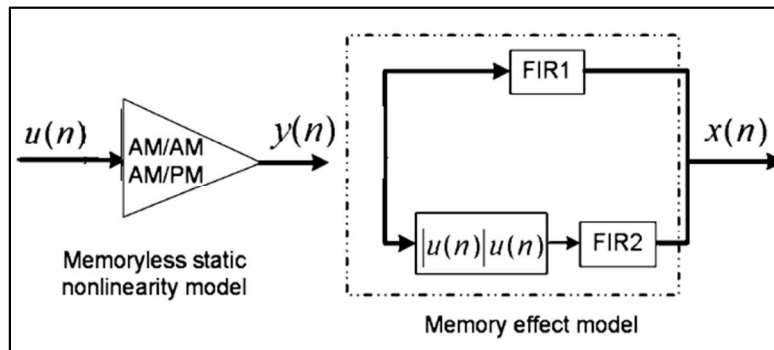 FIR1
u(n)
AM/AM
AM/PM
y(n)
x(n)
|u(n)|u(n)
FIR2
Memoryless static
nonlinearity model
Memory effect model